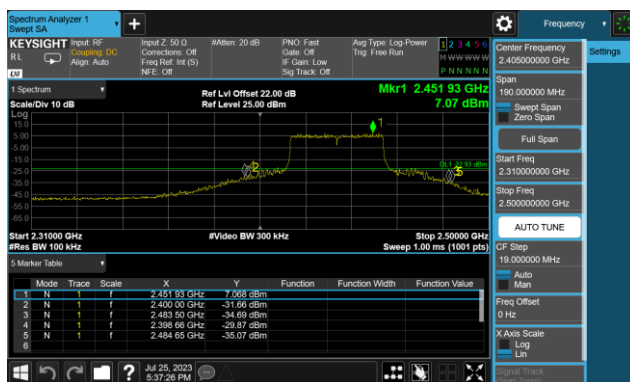 Spectrum Analyzer 1
Swept SA
Frequency
KEYSIGHT
Input: RF
Coupling: DC
Align: Auto
Input Z: 50 Ω
Corrections: Off
Freq Ref: Int (S)
NFE: Off
#Atten: 20 dB
PNO: Fast
Gate: Off
IF Gain: Low
Sig Track: Off
Avg Type: Log-Power
Trig: Free Run
1 2 3 4 5 6
M W W W W W
P N N N N N
R L
LXI
Center Frequency
2.405000000 GHz
Settings
Span
190.000000 MHz
Swept Span
Zero Span
Full Span
Start Freq
2.310000000 GHz
Stop Freq
2.500000000 GHz
AUTO TUNE
CF Step
19.000000 MHz
Auto
Man
Freq Offset
0 Hz
X Axis Scale
Log
Lin
Signal Track
1 Spectrum
Scale/Div 10 dB
Log
Ref Lvl Offset 22.00 dB
Ref Level 25.00 dBm
Mkr1 2.451 93 GHz
7.07 dBm
15.0
5.00
-5.00
-15.0
-25.0
-35.0
-45.0
-55.0
-65.0
1
DL1 -22.93 dBm
Start 2.31000 GHz
#Res BW 100 kHz
#Video BW 300 kHz
Stop 2.50000 GHz
Sweep 1.00 ms (1001 pts)
5 Marker Table
Mode Trace Scale X Y Function Function Width Function Value
1 N 1 f 2.451 93 GHz 7.068 dBm
2 N 1 f 2.400 00 GHz -31.66 dBm
3 N 1 f 2.483 50 GHz -34.69 dBm
4 N 1 f 2.398 66 GHz -29.87 dBm
5 N 1 f 2.484 65 GHz -35.07 dBm
6
?
Jul 25, 2023
5:37:26 PM